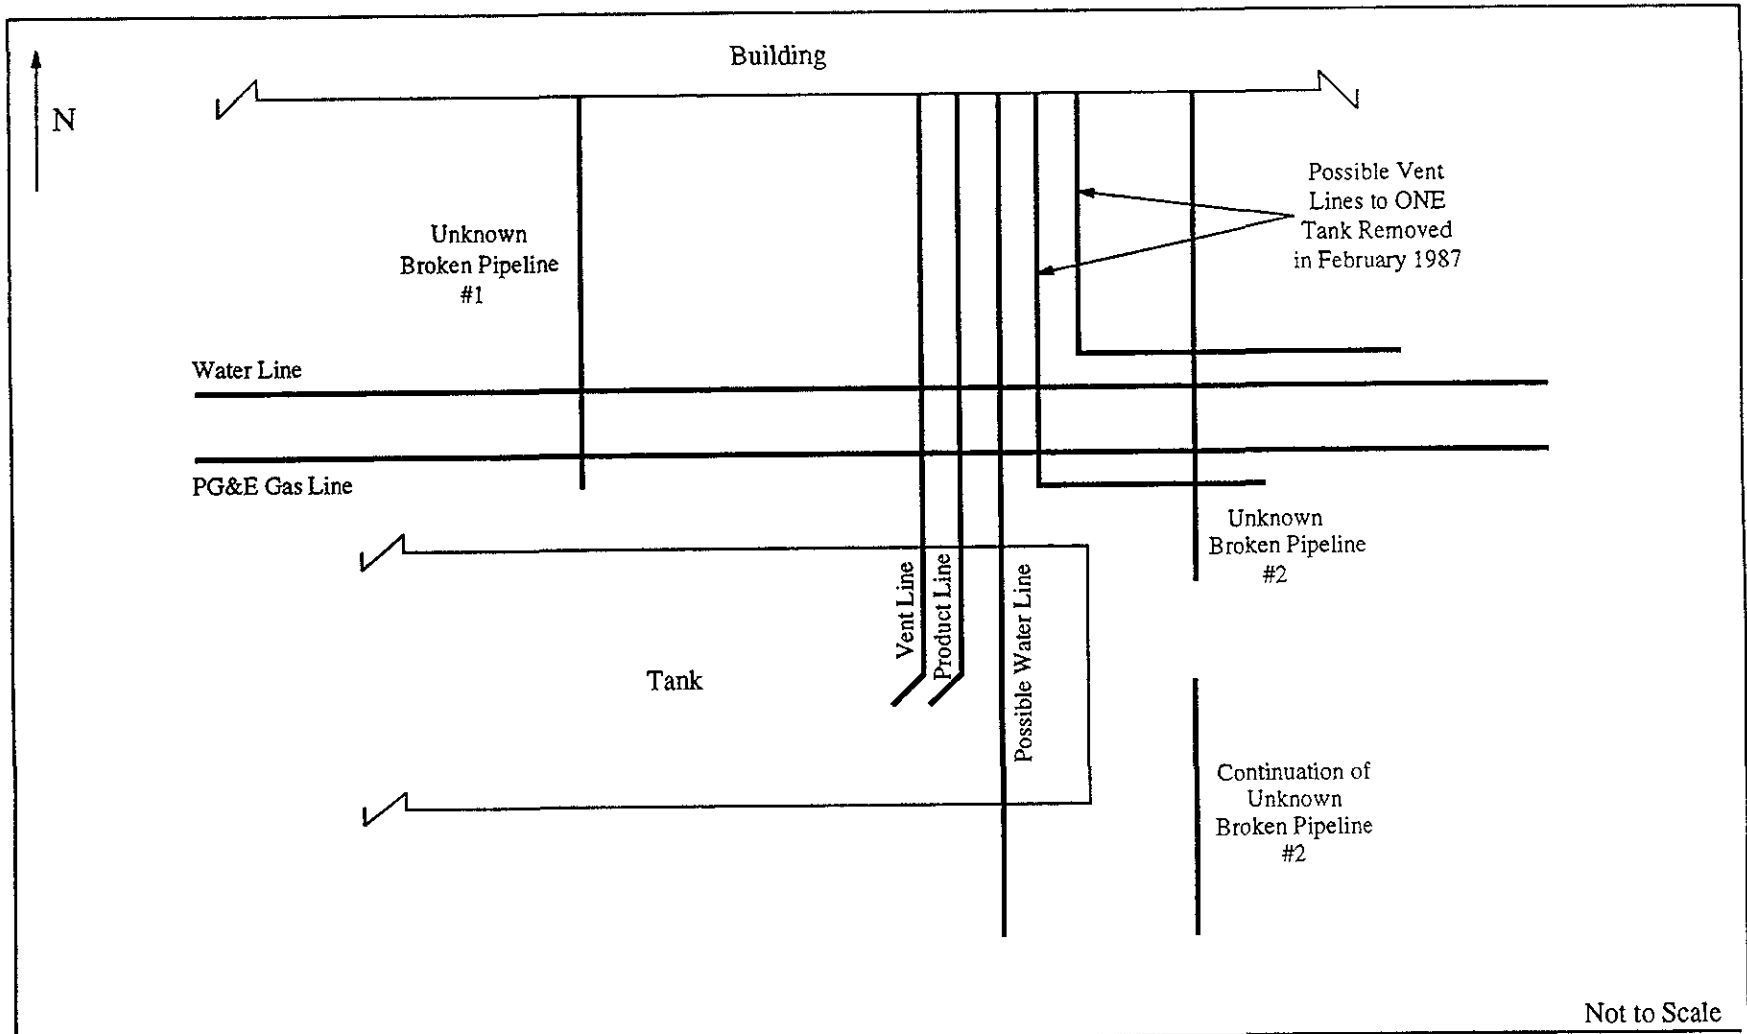 Building
N
Possible Vent
Lines to ONE
Tank Removed
in February 1987
Unknown
Broken Pipeline
#1
Water Line
PG&E Gas Line
Unknown
Broken Pipeline
#2
Vent Line
Product Line
Possible Water Line
Tank
Continuation of
Unknown
Broken Pipeline
#2
Not to Scale